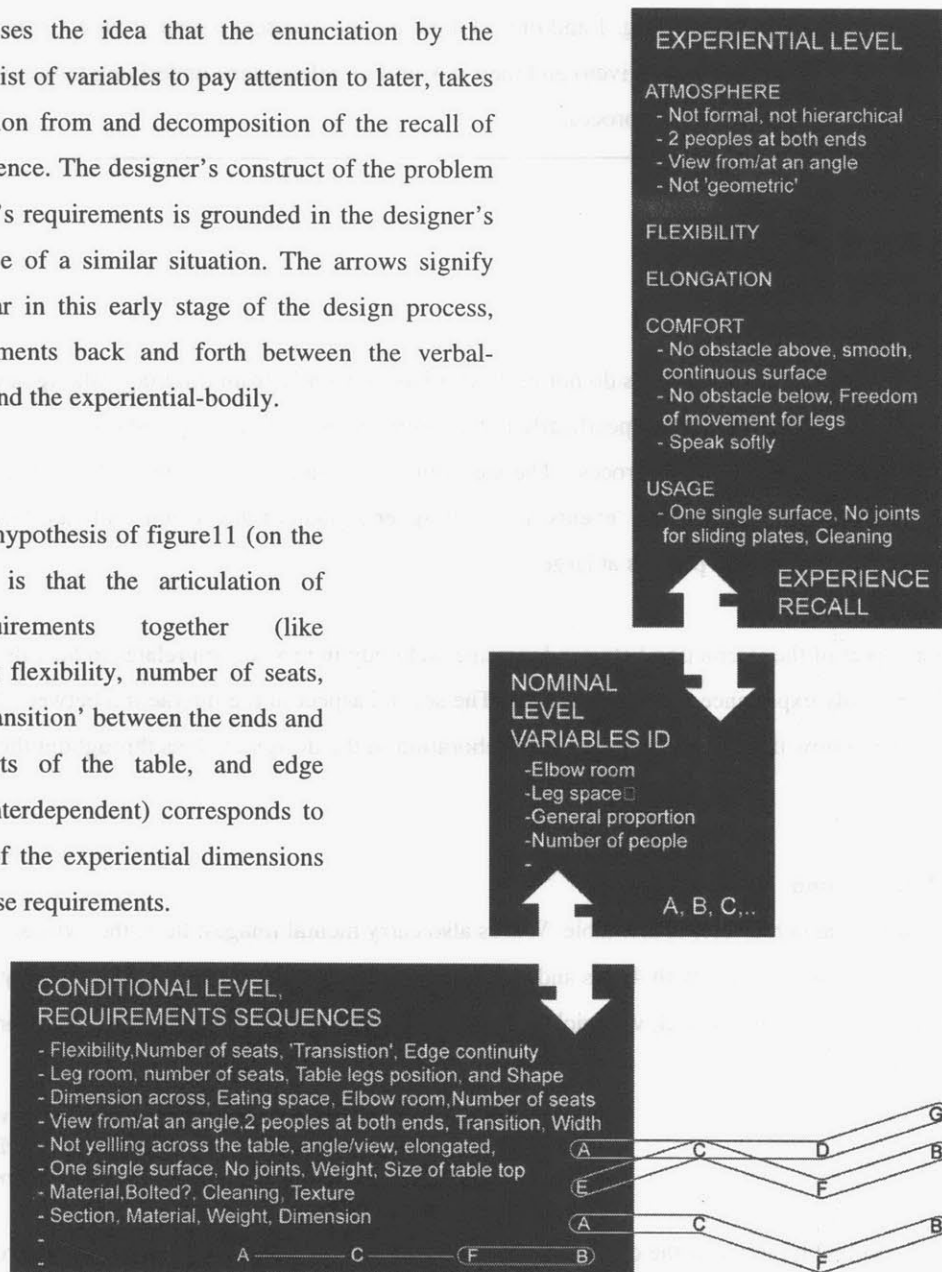 ses the idea that the enunciation by the
ist of variables to pay attention to later, takes
ion from and decomposition of the recall of
ence. The designer's construct of the problem
's requirements is grounded in the designer's
e of a similar situation. The arrows signify
ar in this early stage of the design process,
ments back and forth between the verbal-
nd the experiential-bodily.
hypothesis of figure11 (on the
is that the articulation of
uirements together (like
flexibility, number of seats,
ansition' between the ends and
ts of the table, and edge
nterdependent) corresponds to
f the experiential dimensions
se requirements.
EXPERIENTIAL LEVEL
ATMOSPHERE
- Not formal, not hierarchical
- 2 peoples at both ends
- View from/at an angle
- Not 'geometric'
FLEXIBILITY
ELONGATION
COMFORT
- No obstacle above, smooth,
continuous surface
- No obstacle below, Freedom
of movement for legs
- Speak softly
USAGE
- One single surface, No joints
for sliding plates, Cleaning
EXPERIENCE
RECALL
NOMINAL
LEVEL
VARIABLES ID
-Elbow room
-Leg space□
-General proportion
-Number of people
-
A, B, C,..
CONDITIONAL LEVEL,
REQUIREMENTS SEQUENCES
- Flexibility,Number of seats, 'Transistion', Edge continuity
- Leg room, number of seats, Table legs position, and Shape
- Dimension across, Eating space, Elbow room,Number of seats
- View from/at an angle,2 peoples at both ends, Transition, Width
- Not yellling across the table, angle/view, elongated,
- One single surface, No joints, Weight, Size of table top
- Material,Bolted?, Cleaning, Texture
- Section, Material, Weight, Dimension
-
-
A C F B
G
A C D B
E F
A C B
F